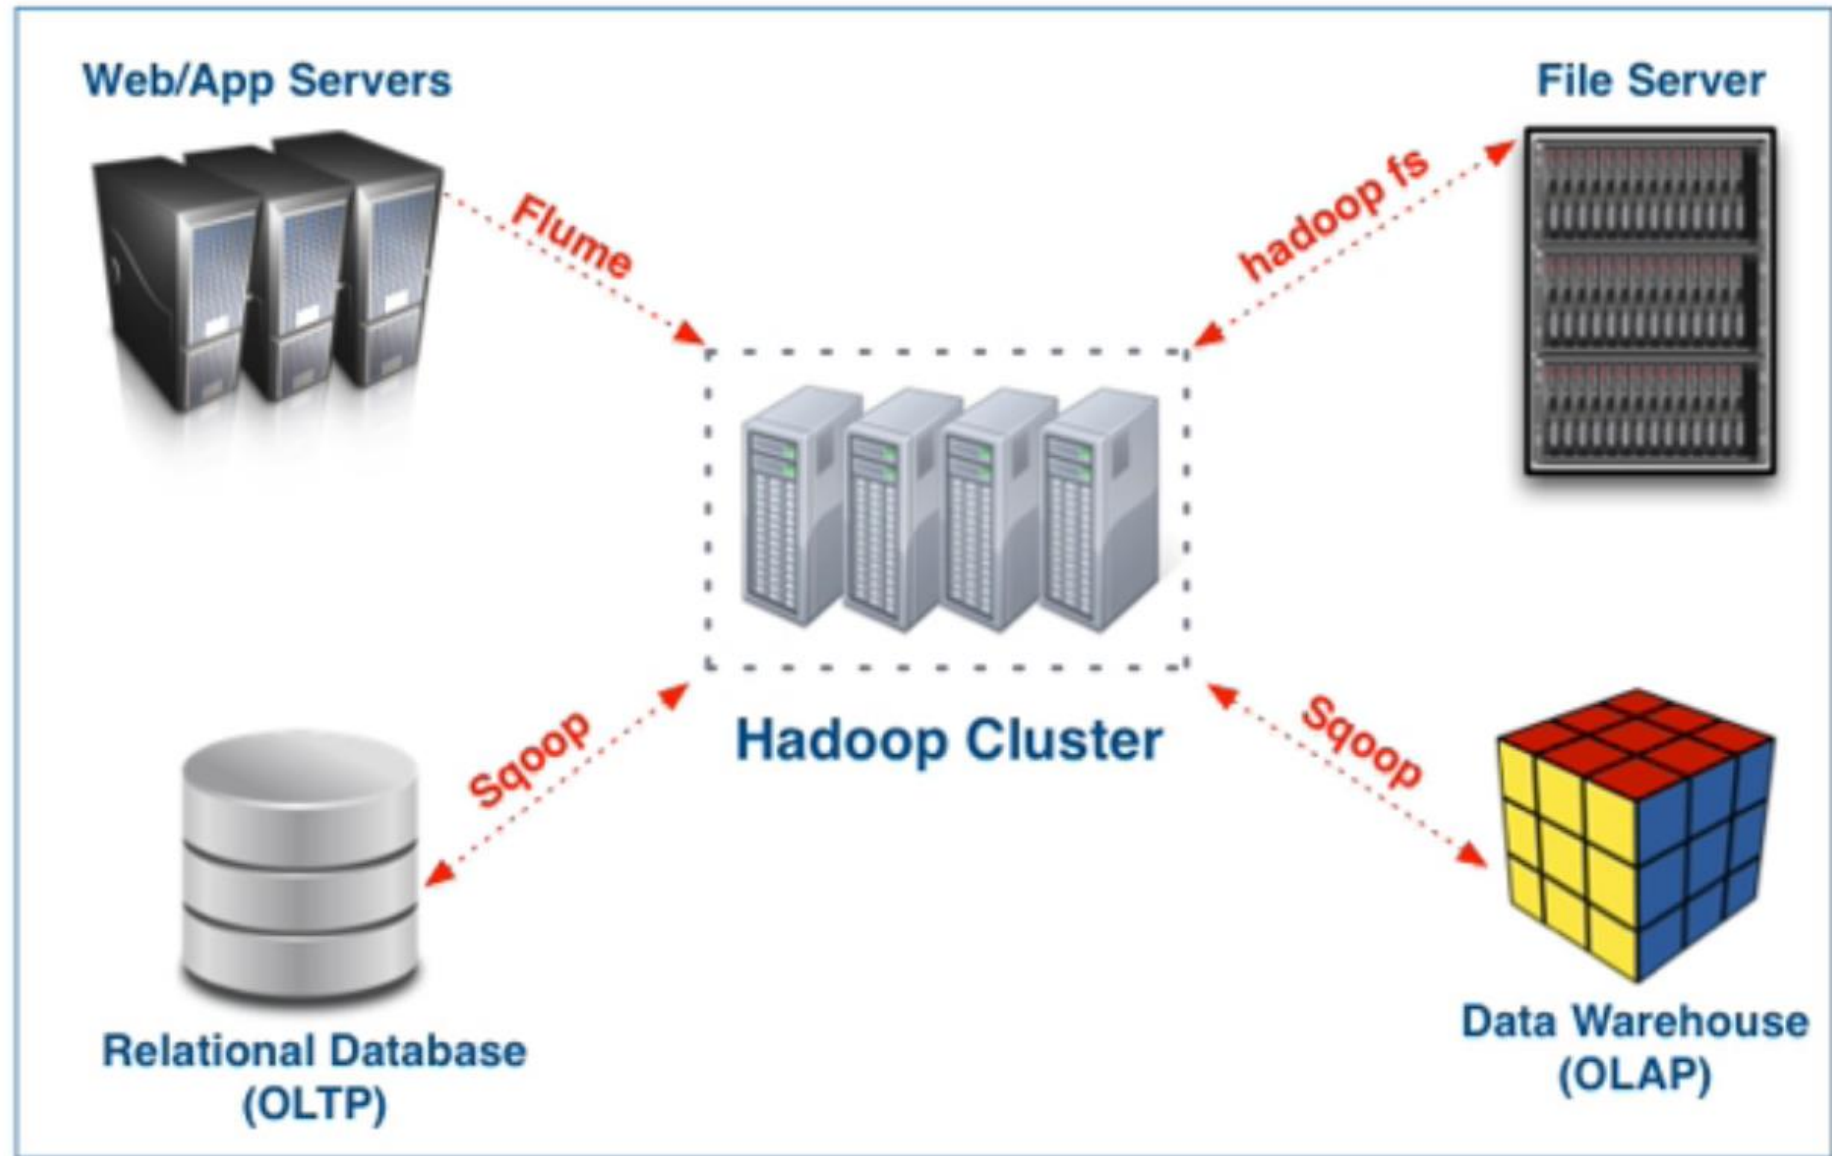 Web/App Servers
File Server
Flume
hadoop fs
Hadoop Cluster
Sqoop
Sqoop
Relational Database
(OLTP)
Data Warehouse
(OLAP)